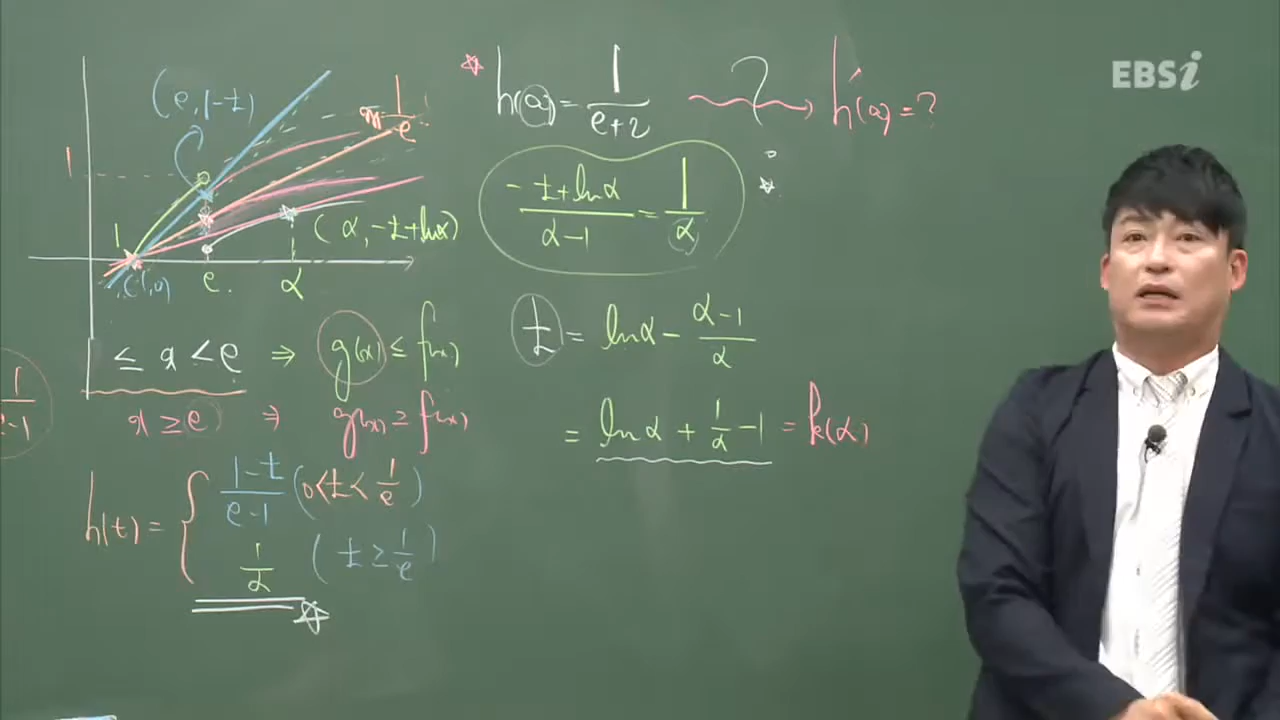 EBSi
(e, 1-t)
1
m=1/e
1
(1, 0)
e
α
(α, -t+lnα)
≤ x < e ⇒ g(x) ≤ f(x)
x ≥ e ⇒ g(x) ≥ f(x)
h(t) = { (1-t)/(e-1) (0<t<1/e)
1/α (t ≥ 1/e)
h(a) = 1/(e+2) h'(a) = ?
(-t+lnα)/(α-1) = 1/α
t = lnα - (α-1)/α
= lnα + 1/α - 1 = k(α)